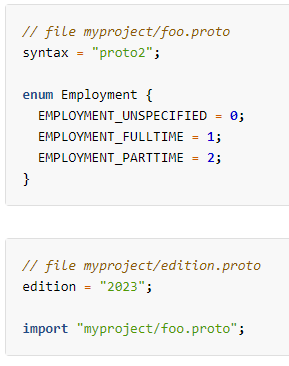 // file myproject/foo.proto
syntax = "proto2";
enum Employment {
EMPLOYMENT_UNSPECIFIED = 0;
EMPLOYMENT_FULLTIME = 1;
EMPLOYMENT_PARTTIME = 2;
}
// file myproject/edition.proto
edition = "2023";
import "myproject/foo.proto";